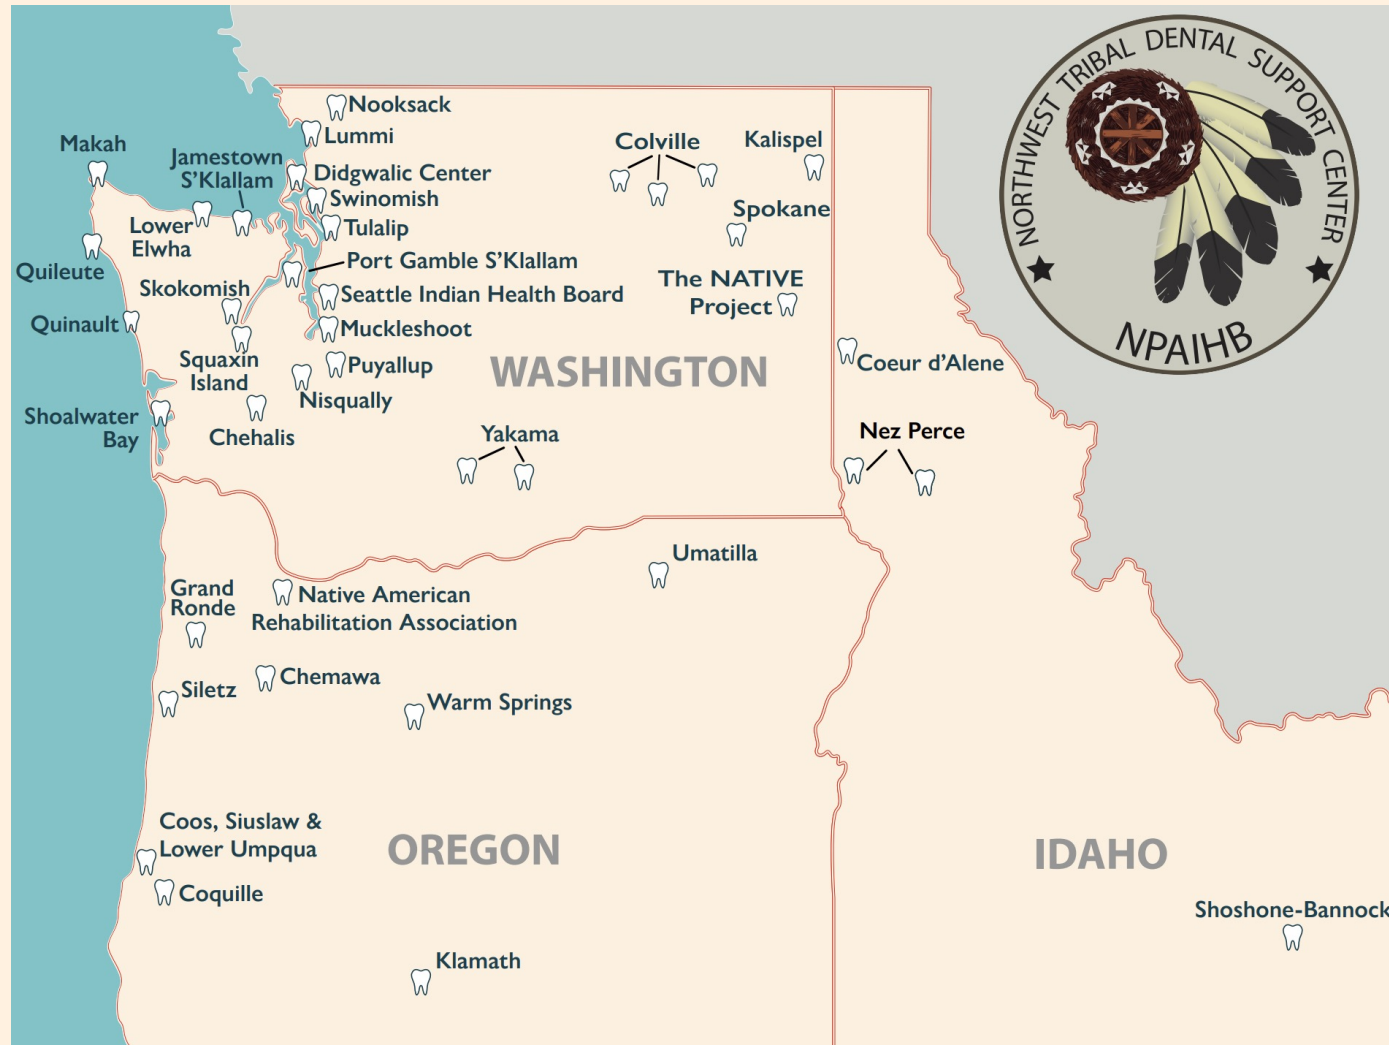 NORTHWEST TRIBAL DENTAL SUPPORT CENTER
NPAIHB
Nooksack
Lummi
Makah
Jamestown
S'Klallam
Didgwalic Center
Swinomish
Lower
Elwha
Tulalip
Quileute
Port Gamble S'Klallam
Skokomish
Seattle Indian Health Board
Quinault
Muckleshoot
Squaxin
Island
Puyallup
Nisqually
Shoalwater
Bay
Chehalis
Colville
Kalispel
Spokane
The NATIVE
Project
WASHINGTON
Yakama
Coeur d'Alene
Nez Perce
Umatilla
Grand
Ronde
Native American
Rehabilitation Association
Chemawa
Siletz
Warm Springs
Coos, Siuslaw &
Lower Umpqua
OREGON
Coquille
Klamath
IDAHO
Shoshone-Bannock